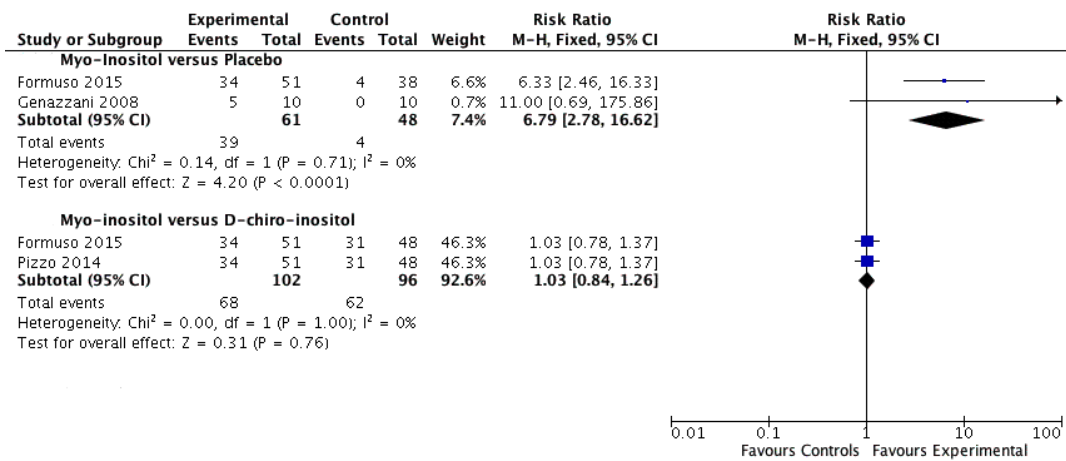 Experimental Control Risk Ratio Risk Ratio
Study or Subgroup Events Total Events Total Weight M-H, Fixed, 95% CI M-H, Fixed, 95% CI
Myo-Inositol versus Placebo
Formuso 2015 34 51 4 38 6.6% 6.33 [2.46, 16.33]
Genazzani 2008 5 10 0 10 0.7% 11.00 [0.69, 175.86]
Subtotal (95% CI) 61 48 7.4% 6.79 [2.78, 16.62]
Total events 39 4
Heterogeneity: Chi² = 0.14, df = 1 (P = 0.71); I² = 0%
Test for overall effect: Z = 4.20 (P < 0.0001)
Myo-inositol versus D-chiro-inositol
Formuso 2015 34 51 31 48 46.3% 1.03 [0.78, 1.37]
Pizzo 2014 34 51 31 48 46.3% 1.03 [0.78, 1.37]
Subtotal (95% CI) 102 96 92.6% 1.03 [0.84, 1.26]
Total events 68 62
Heterogeneity: Chi² = 0.00, df = 1 (P = 1.00); I² = 0%
Test for overall effect: Z = 0.31 (P = 0.76)
0.01 0.1 1 10 100
Favours Controls Favours Experimental